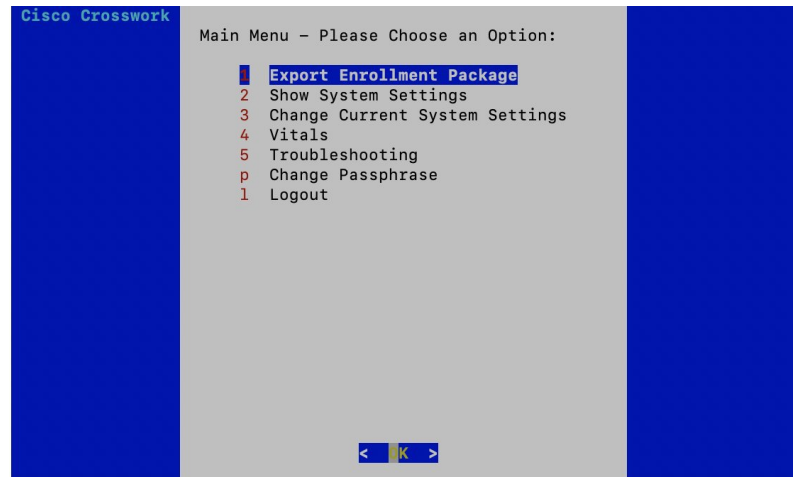 Cisco Crosswork
Main Menu – Please Choose an Option:
1 Export Enrollment Package
2 Show System Settings
3 Change Current System Settings
4 Vitals
5 Troubleshooting
p Change Passphrase
l Logout
< OK >